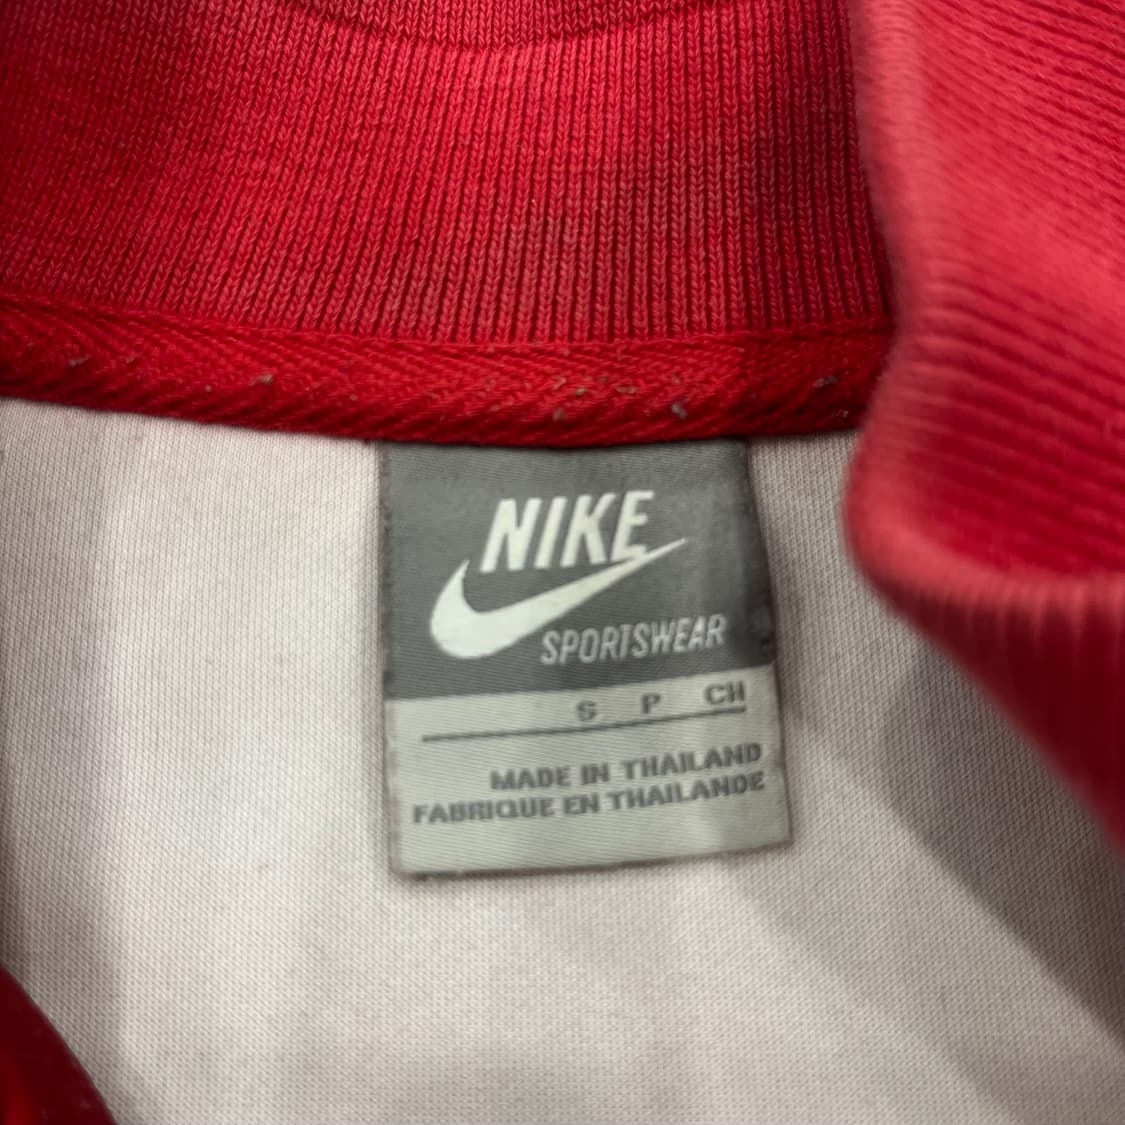 NIKE
SPORTSWEAR
S P CH
MADE IN THAILAND
FABRIQUE EN THAILANDE